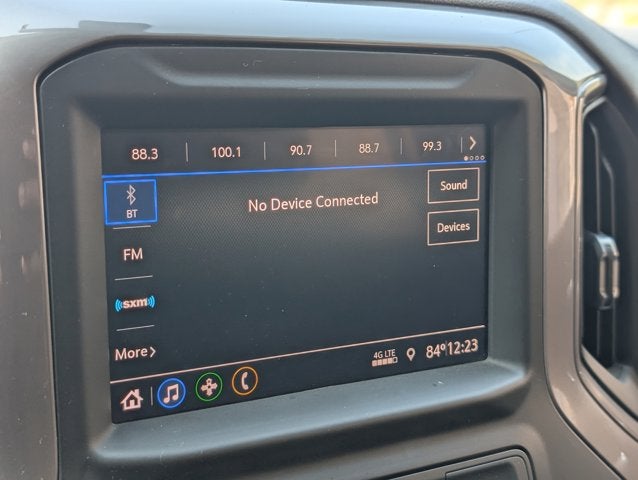 88.3 100.1 90.7 88.7 99.3
BT
No Device Connected
Sound
Devices
FM
sxm
More
4G LTE
84° 12:23